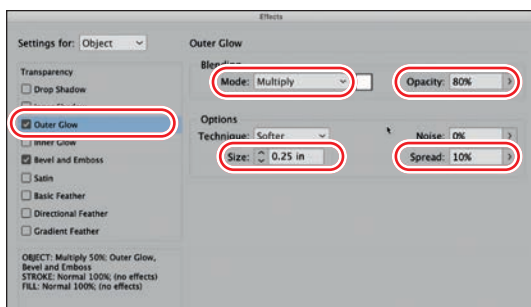 Effects
Settings for: Object
Outer Glow
Transparency
Drop Shadow
Outer Glow
Inner Glow
Bevel and Emboss
Satin
Basic Feather
Directional Feather
Gradient Feather
OBJECT: Multiply 50%; Outer Glow,
Bevel and Emboss
STROKE: Normal 100%; (no effects)
FILL: Normal 100%; (no effects)
Blending
Mode: Multiply
Opacity: 80%
Options
Technique: Softer
Noise: 0%
Size: 0.25 in
Spread: 10%